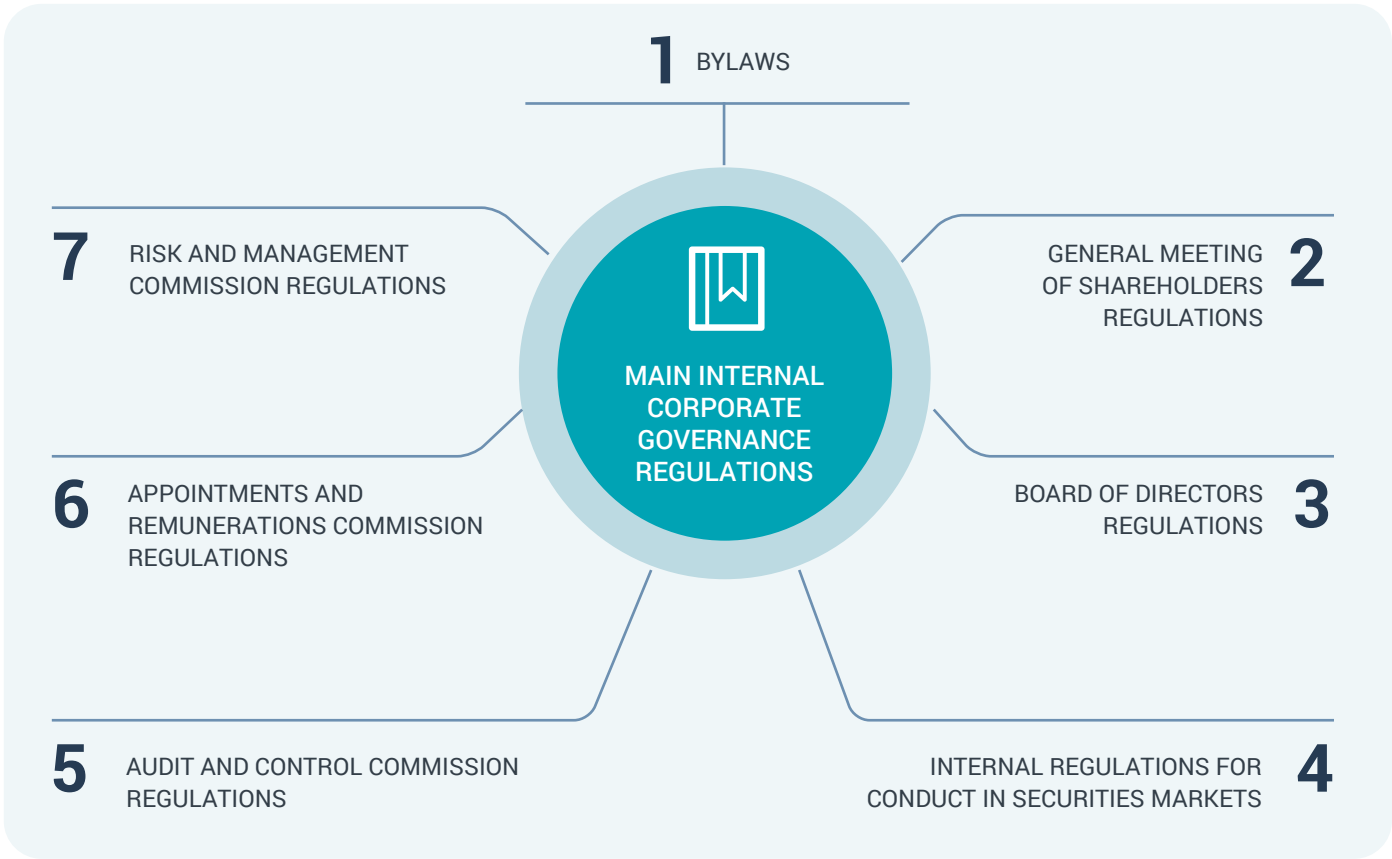 1 BYLAWS
MAIN INTERNAL
CORPORATE
GOVERNANCE
REGULATIONS
2 GENERAL MEETING
OF SHAREHOLDERS
REGULATIONS
3 BOARD OF DIRECTORS
REGULATIONS
4 INTERNAL REGULATIONS FOR
CONDUCT IN SECURITIES MARKETS
5 AUDIT AND CONTROL COMMISSION
REGULATIONS
6 APPOINTMENTS AND
REMUNERATIONS COMMISSION
REGULATIONS
7 RISK AND MANAGEMENT
COMMISSION REGULATIONS